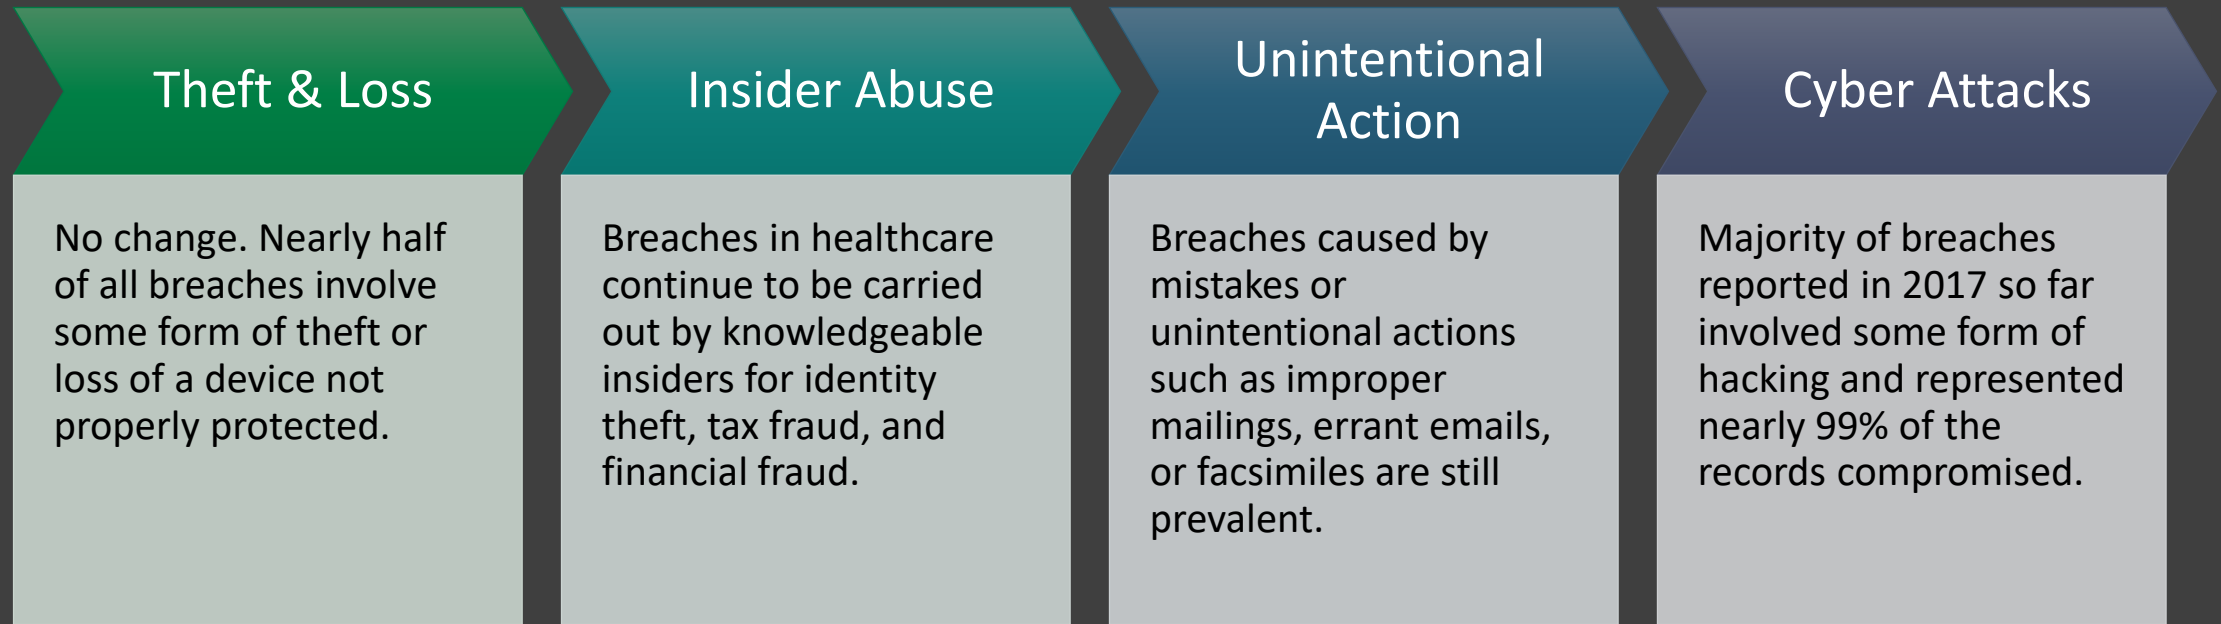 Theft & Loss
No change. Nearly half
of all breaches involve
some form of theft or
loss of a device not
properly protected.
Insider Abuse
Breaches in healthcare
continue to be carried
out by knowledgeable
insiders for identity
theft, tax fraud, and
financial fraud.
Unintentional
Action
Breaches caused by
mistakes or
unintentional actions
such as improper
mailings, errant emails,
or facsimiles are still
prevalent.
Cyber Attacks
Majority of breaches
reported in 2017 so far
involved some form of
hacking and represented
nearly 99% of the
records compromised.